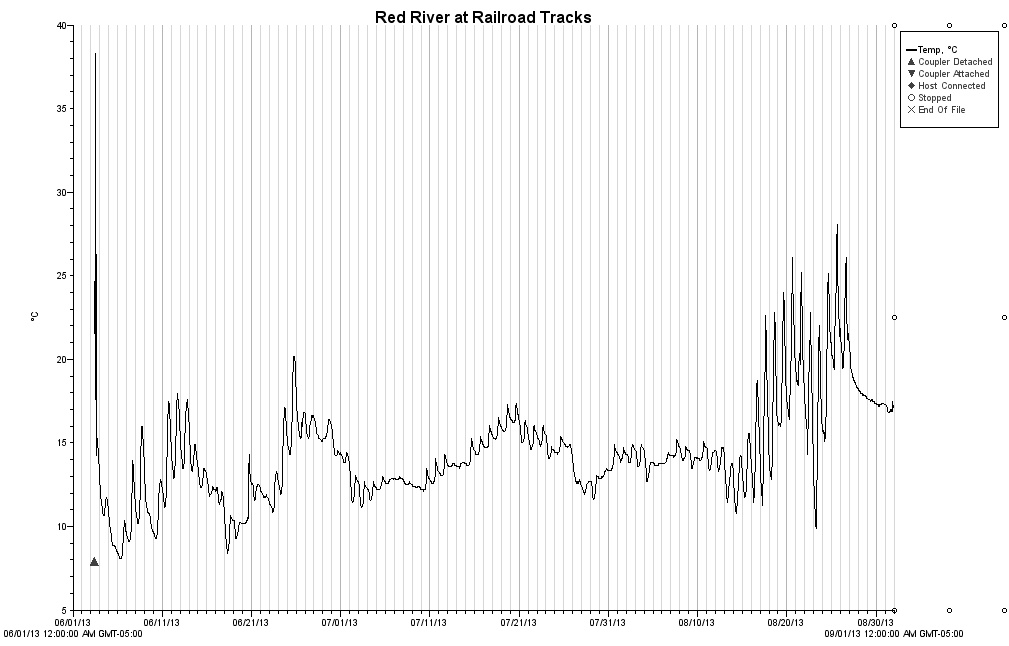 Red River at Railroad Tracks
40
35
30
25
20
15
10
5
°C
Temp, °C
Coupler Detached
Coupler Attached
Host Connected
Stopped
End Of File
06/01/13 06/11/13 06/21/13 07/01/13 07/11/13 07/21/13 07/31/13 08/10/13 08/20/13 08/30/13
06/01/13 12:00:00 AM GMT-05:00 09/01/13 12:00:00 AM GMT-05:00